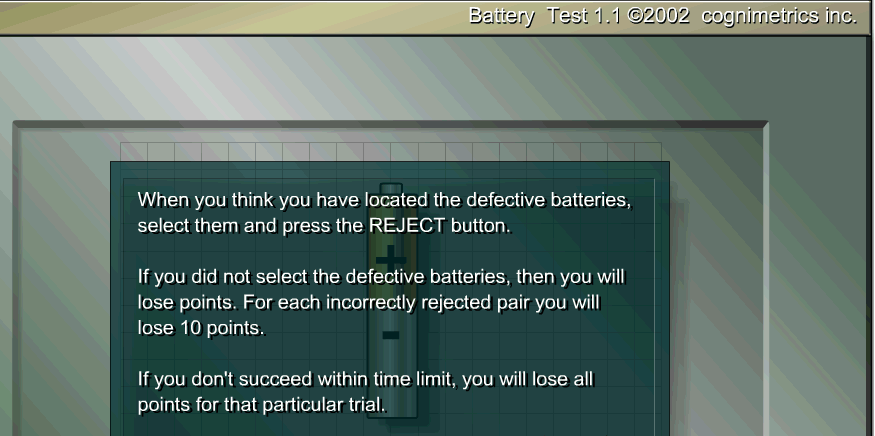 Battery Test 1.1 ©2002 cognimetrics inc.
When you think you have located the defective batteries,
select them and press the REJECT button.
If you did not select the defective batteries, then you will
lose points. For each incorrectly rejected pair you will
lose 10 points.
If you don't succeed within time limit, you will lose all
points for that particular trial.
+
-